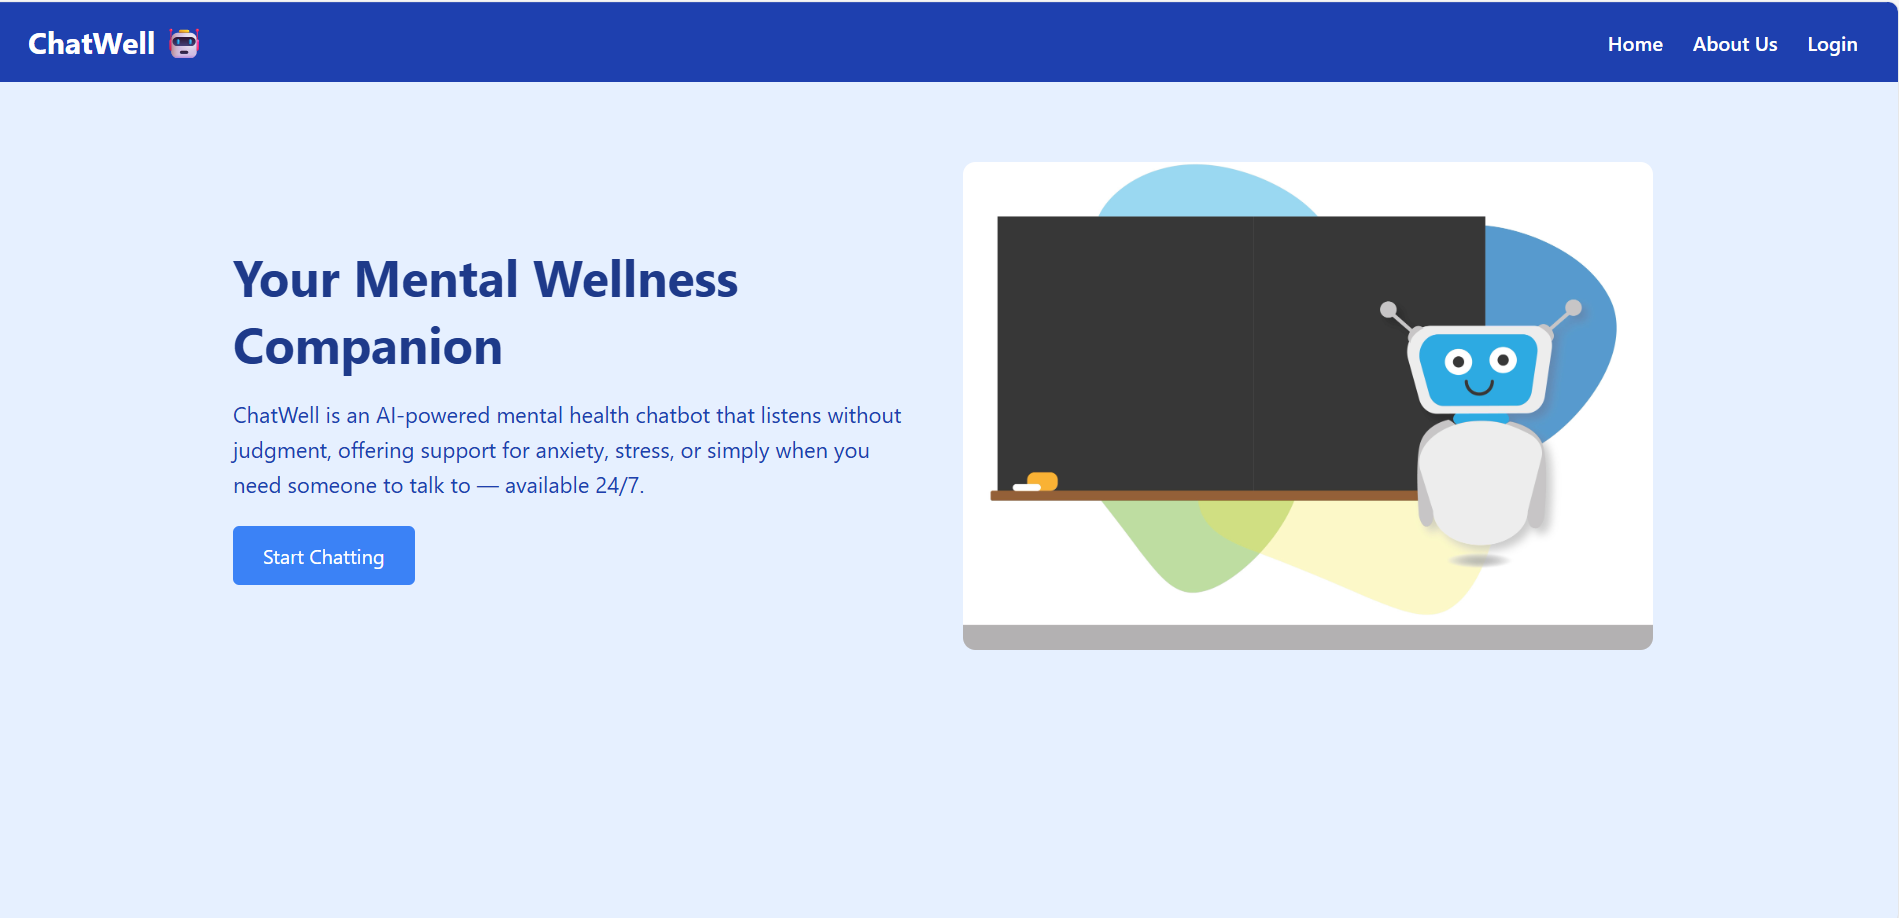 ChatWell
Home
About Us
Login
Your Mental Wellness
Companion
ChatWell is an AI-powered mental health chatbot that listens without
judgment, offering support for anxiety, stress, or simply when you
need someone to talk to — available 24/7.
Start Chatting